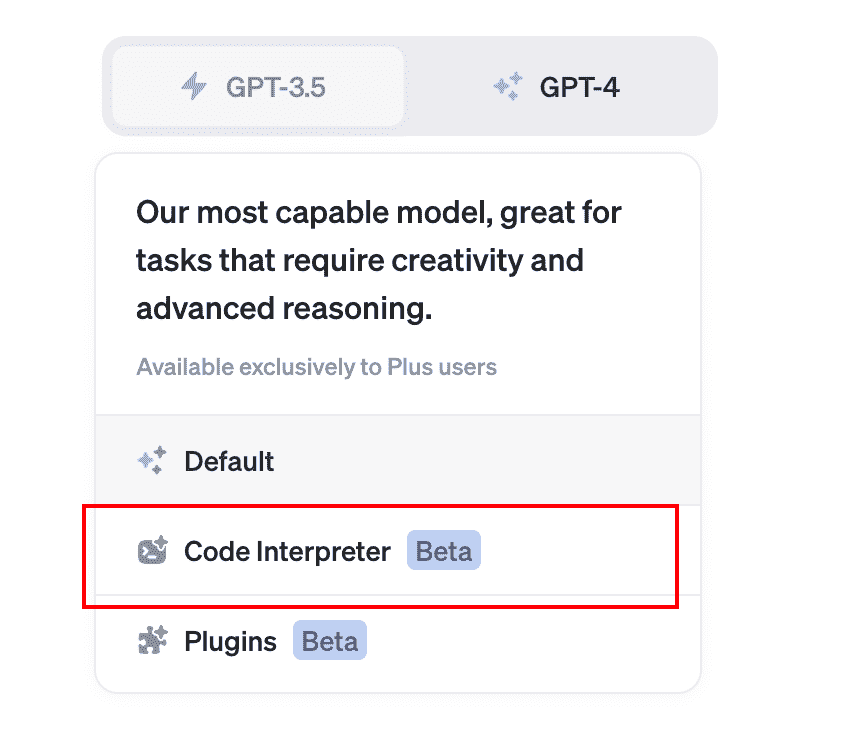 GPT-3.5
GPT-4
Our most capable model, great for
tasks that require creativity and
advanced reasoning.
Available exclusively to Plus users
Default
Code Interpreter Beta
Plugins Beta